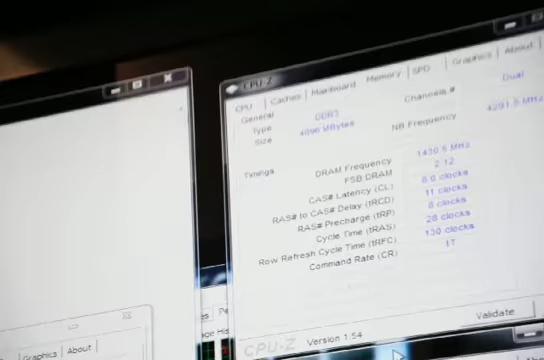 CPU-Z
CPU | Caches | Mainboard | Memory | SPD | Graphics | About
General
Type DDR3 Channels # Dual
Size 4096 MBytes NB Frequency 4291.5 MHz
Timings
DRAM Frequency 1430.5 MHz
FSB:DRAM 2:12
CAS# Latency (CL) 8.0 clocks
RAS# to CAS# Delay (tRCD) 11 clocks
RAS# Precharge (tRP) 8 clocks
Cycle Time (tRAS) 28 clocks
Row Refresh Cycle Time (tRFC) 130 clocks
Command Rate (CR) 1T
CPU-Z Version 1.54 Validate
Graphics | About